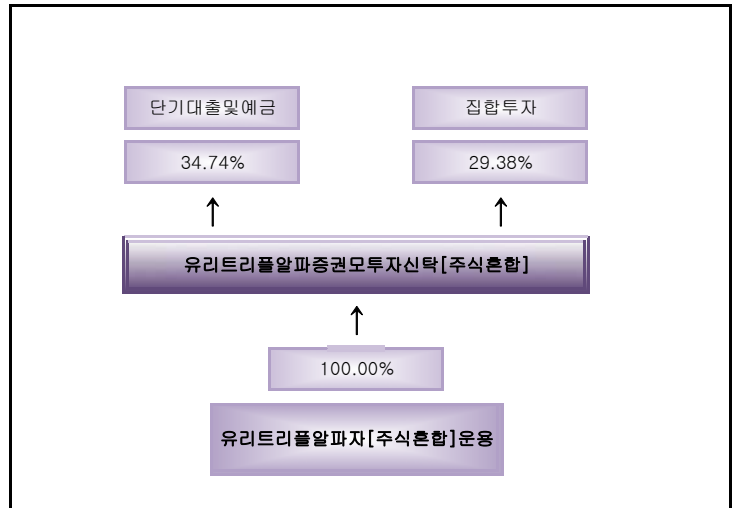 단기대출및예금
집합투자
34.74%
29.38%
유리트리플알파증권모투자신탁[주식혼합]
100.00%
유리트리플알파자[주식혼합]운용